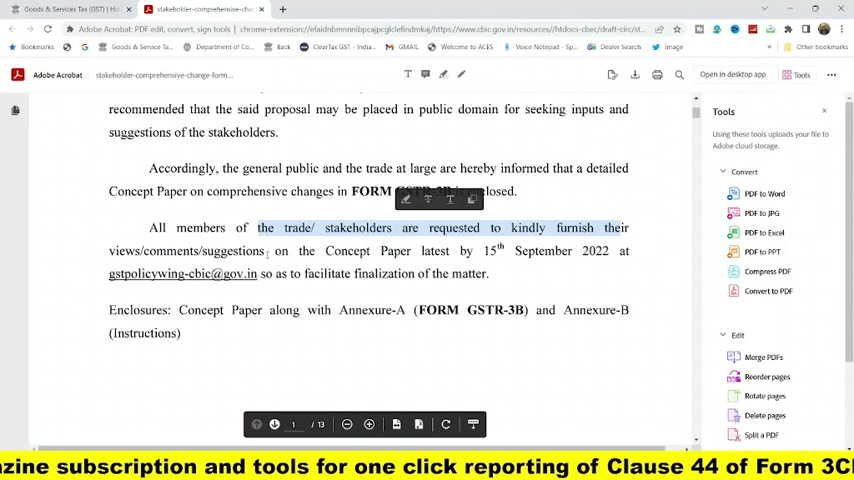 Goods & Services Tax (GST) | Ho
stakeholder-comprehensive-cha
Adobe Acrobat: PDF edit, convert, sign tools | chrome-extension://efaidnbmnnnibpcajpcglclefindmkaj/https://www.cbic.gov.in/resources//htdocs-cbec/draft-circ/st
Bookmarks
Goods & Service Ta...
Department of Co...
Back
ClearTax GST - India...
GMAIL
Welcome to ACES
Voice Notepad - Sp...
Dealer Search
Twitter
Image
Other bookmarks
Adobe Acrobat
stakeholder-comprehensive-change-form...
Open in desktop app
Tools
recommended that the said proposal may be placed in public domain for seeking inputs and
suggestions of the stakeholders.
Accordingly, the general public and the trade at large are hereby informed that a detailed
Concept Paper on comprehensive changes in FORM GSTR-3B is enclosed.
All members of the trade/ stakeholders are requested to kindly furnish their
views/comments/suggestions on the Concept Paper latest by 15th September 2022 at
gstpolicywing-cbic@gov.in so as to facilitate finalization of the matter.
Enclosures: Concept Paper along with Annexure-A (FORM GSTR-3B) and Annexure-B
(Instructions)
1 / 13
Tools
Using these tools uploads your file to
Adobe cloud storage.
Convert
PDF to Word
PDF to JPG
PDF to Excel
PDF to PPT
Compress PDF
Convert to PDF
Edit
Merge PDFs
Reorder pages
Rotate pages
Delete pages
Split a PDF
azine subscription and tools for one click reporting of Clause 44 of Form 3C